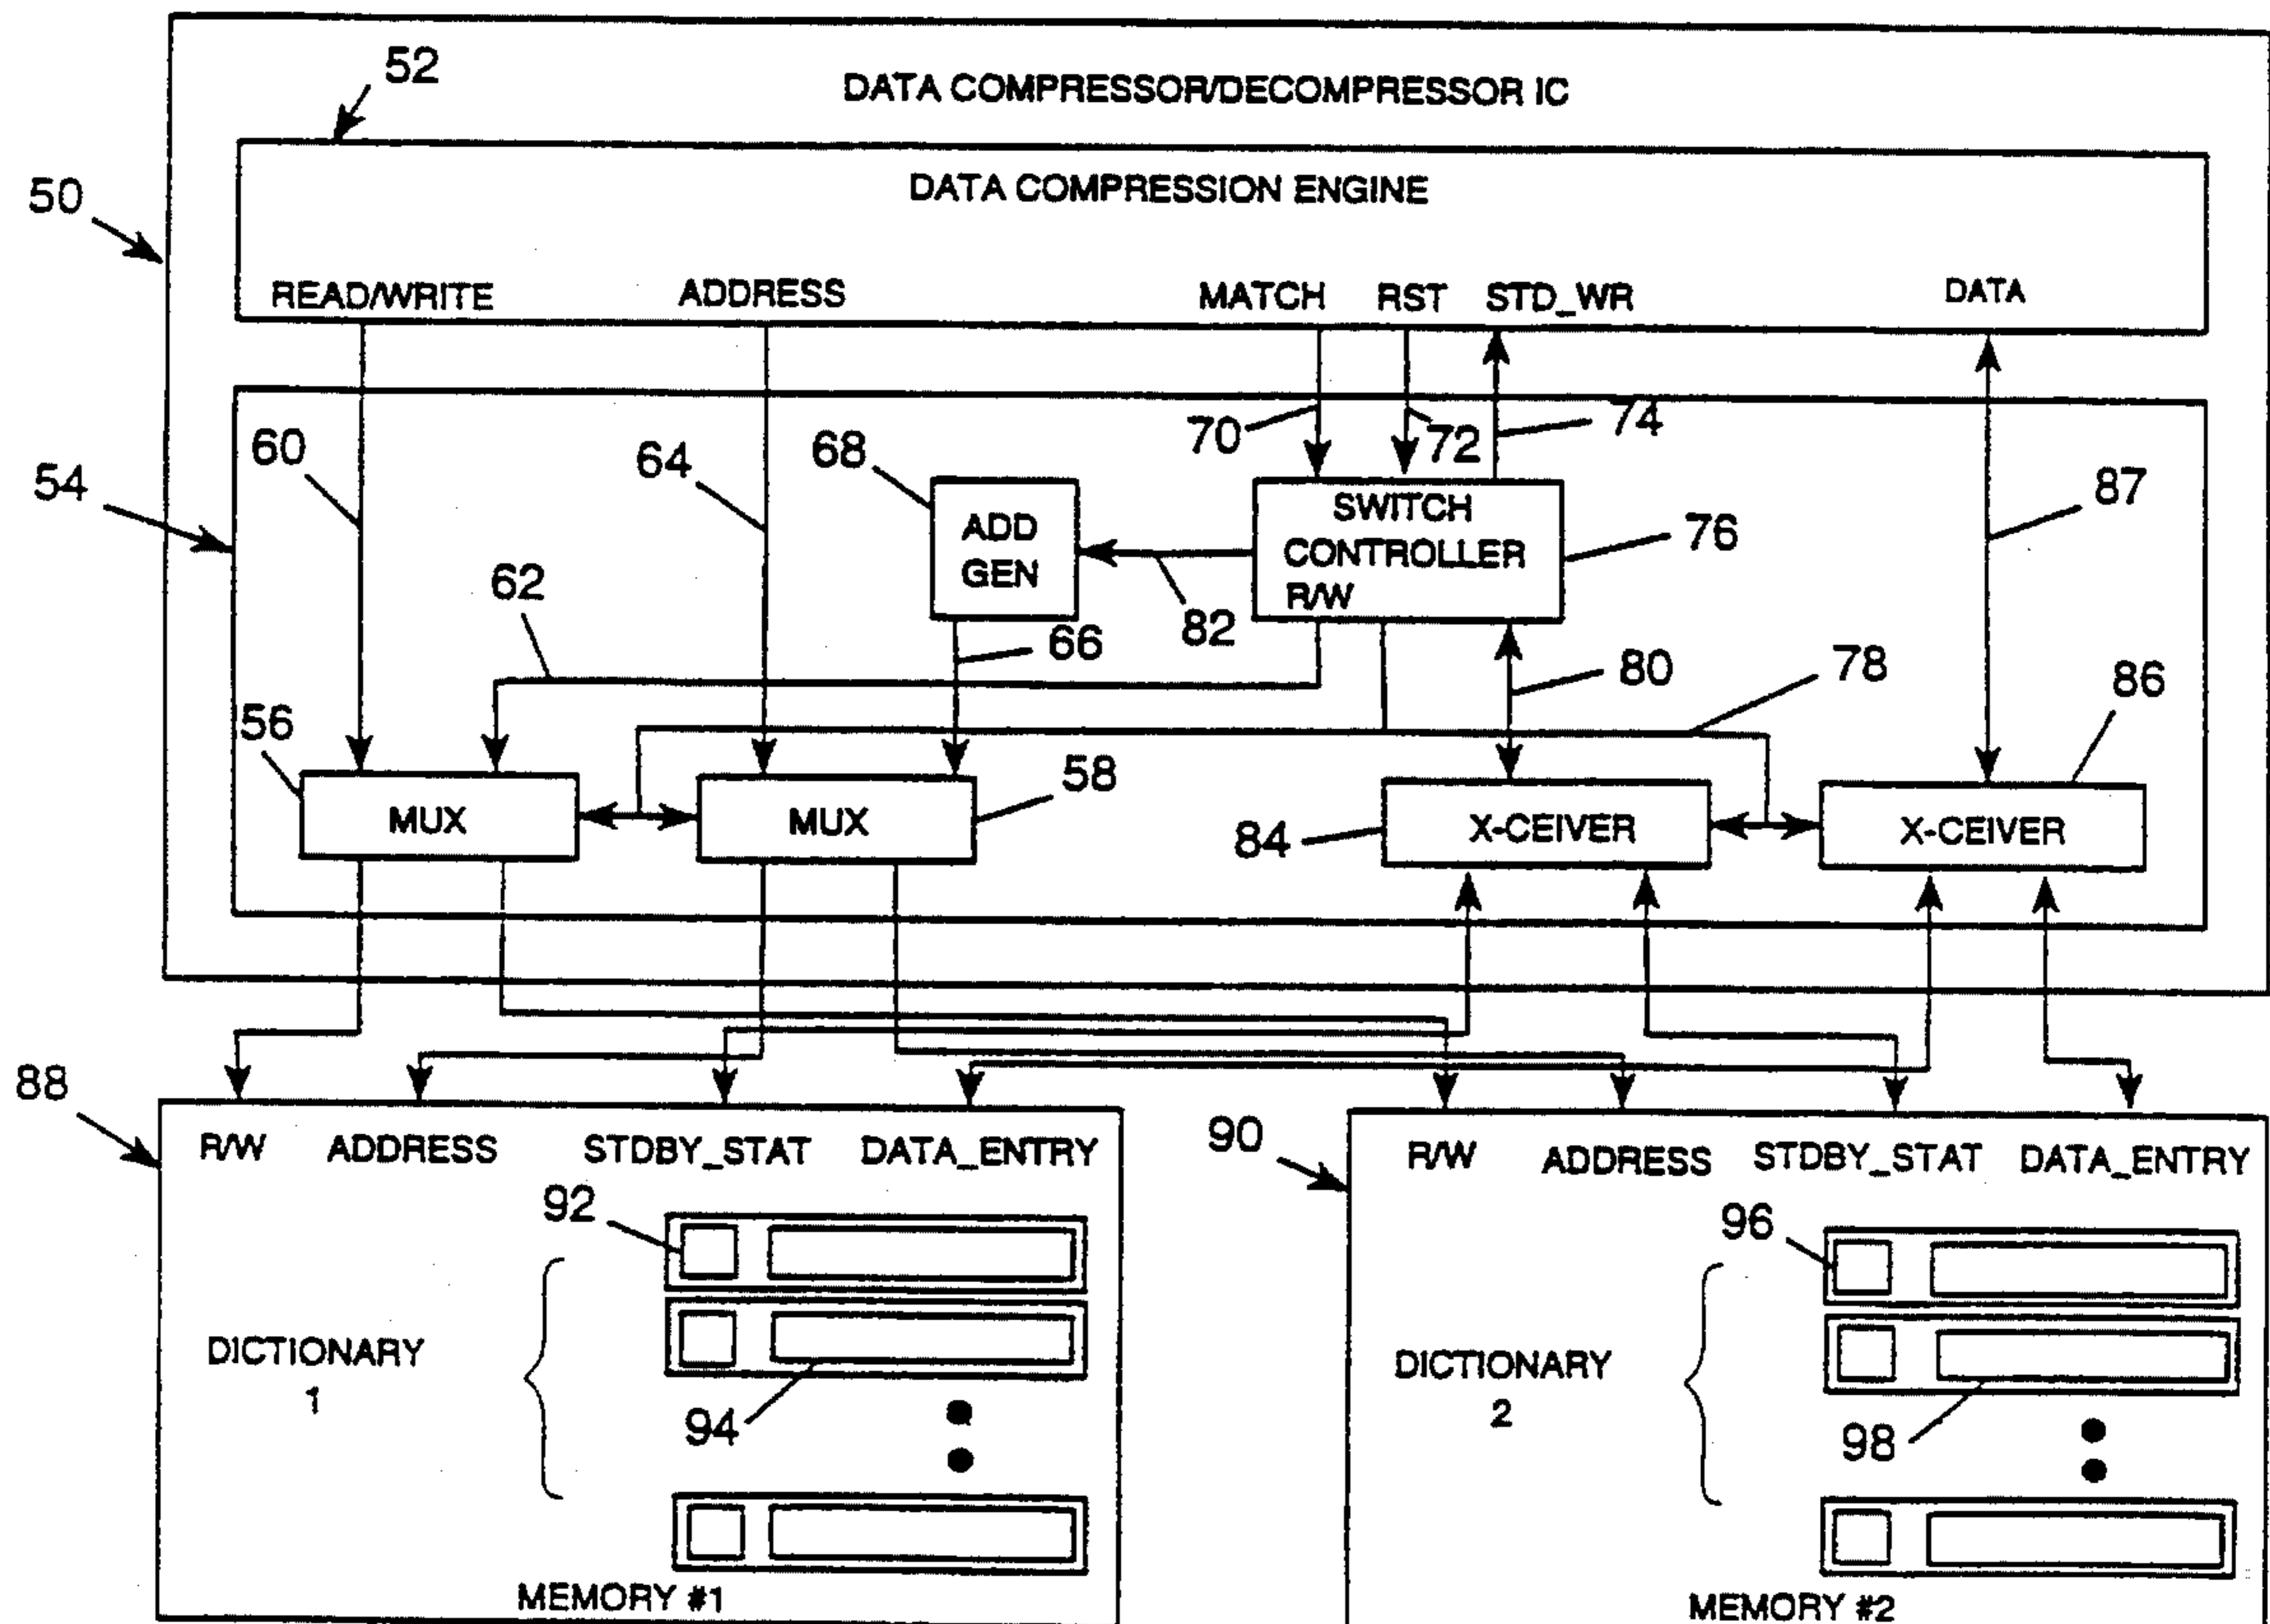 52
DATA COMPRESSOR/DECOMPRESSOR IC
DATA COMPRESSION ENGINE
50
READ/WRITE ADDRESS MATCH RST STD_WR DATA
70 72 74
60 64 68
54
ADD
GEN
SWITCH
CONTROLLER
R/W
76
87
62
82
66
80
78
86
56
MUX
58
MUX
84
X-CEIVER
X-CEIVER
88
R/W ADDRESS STDBY_STAT DATA_ENTRY
90
R/W ADDRESS STDBY_STAT DATA_ENTRY
92
DICTIONARY
1
94
MEMORY #1
96
DICTIONARY
2
98
MEMORY #2